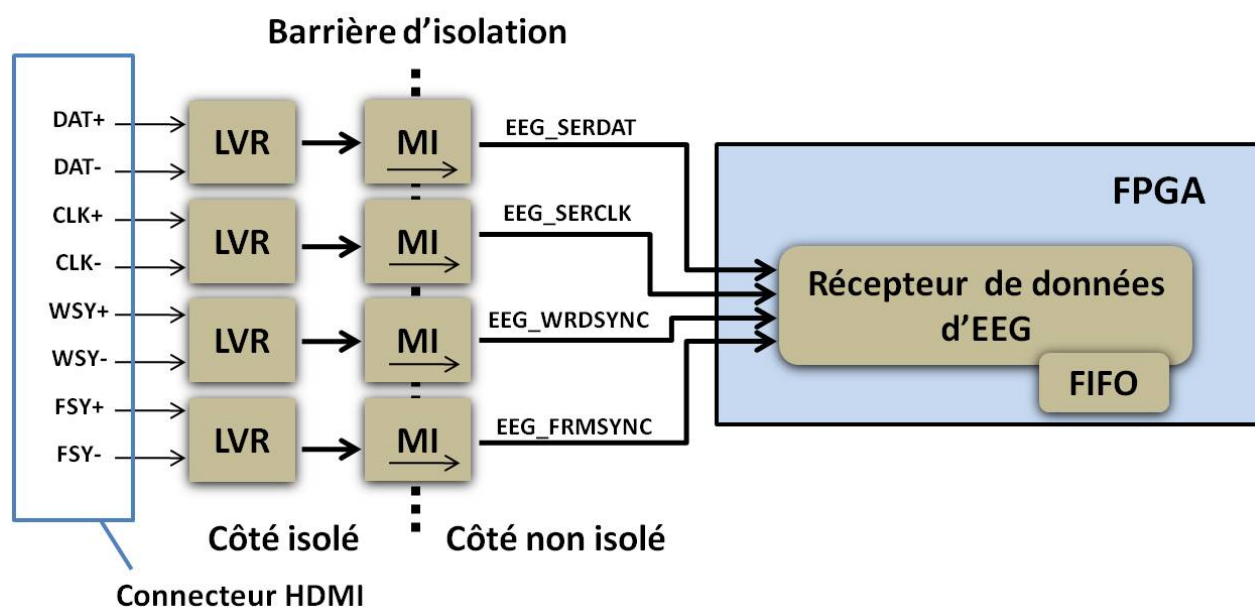 Barrière d'isolation
DAT+
DAT-
LVR
MI
EEG_SERDAT
CLK+
CLK-
LVR
MI
EEG_SERCLK
WSY+
WSY-
LVR
MI
EEG_WRDSYNC
FSY+
FSY-
LVR
MI
EEG_FRMSYNC
FPGA
Récepteur de données
d'EEG
FIFO
Côté isolé
Côté non isolé
Connecteur HDMI